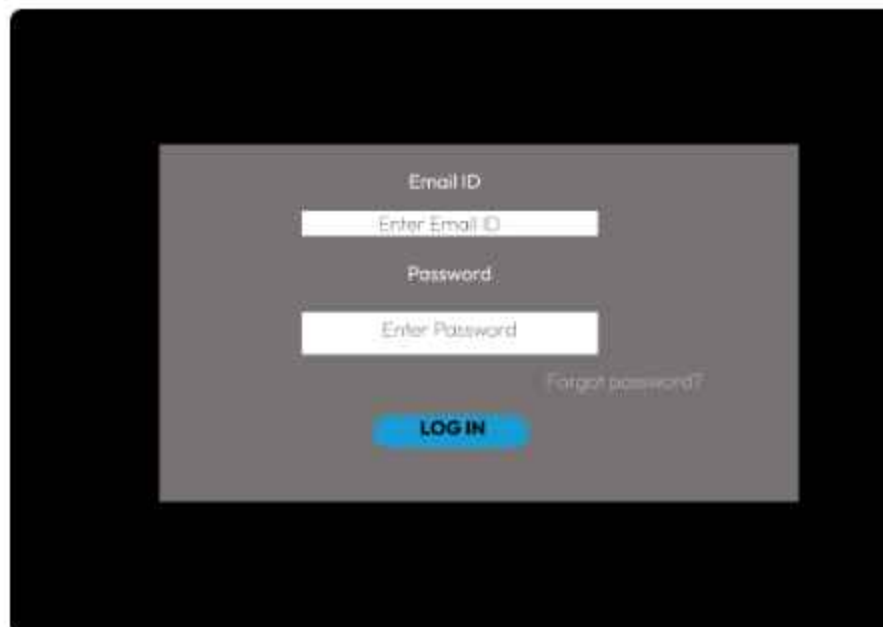 Email ID
Enter Email ID
Password
Enter Password
Forgot password?
LOG IN